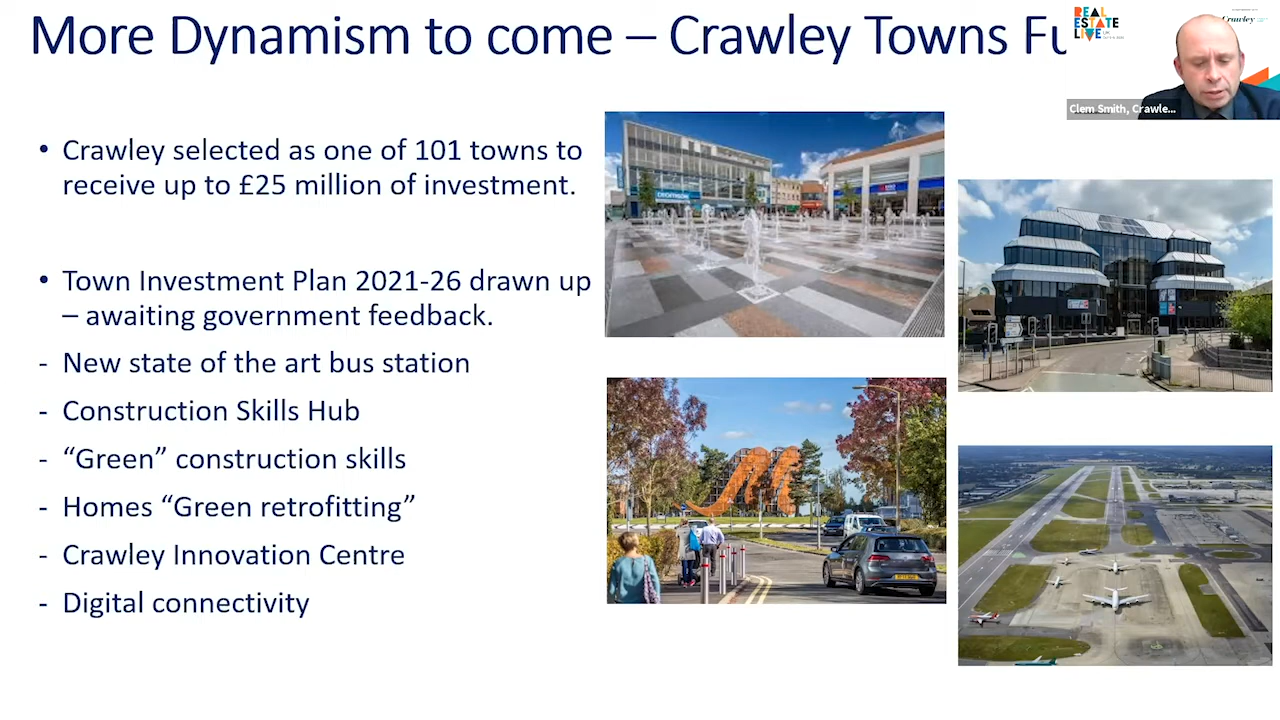 More Dynamism to come – Crawley Towns Fu
REAL
ESTATE
LIVE
Crawley
Clem Smith, Crawle...
• Crawley selected as one of 101 towns to
receive up to £25 million of investment.
• Town Investment Plan 2021-26 drawn up
– awaiting government feedback.
- New state of the art bus station
- Construction Skills Hub
- “Green” construction skills
- Homes “Green retrofitting”
- Crawley Innovation Centre
- Digital connectivity
DECATHLON